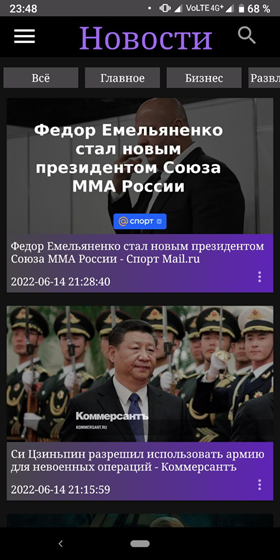 23:48
VoLTE 4G+
68 %
Новости
Всё
Главное
Бизнес
Развл
Федор Емельяненко
стал новым
президентом Союза
ММА России
@ спорт
Федор Емельяненко стал новым президентом
Союза ММА России - Спорт Mail.ru
2022-06-14 21:28:40
Коммерсантъ
KOMMERSANT.RU
Си Цзиньпин разрешил использовать армию
для невоенных операций - Коммерсантъ
2022-06-14 21:15:59